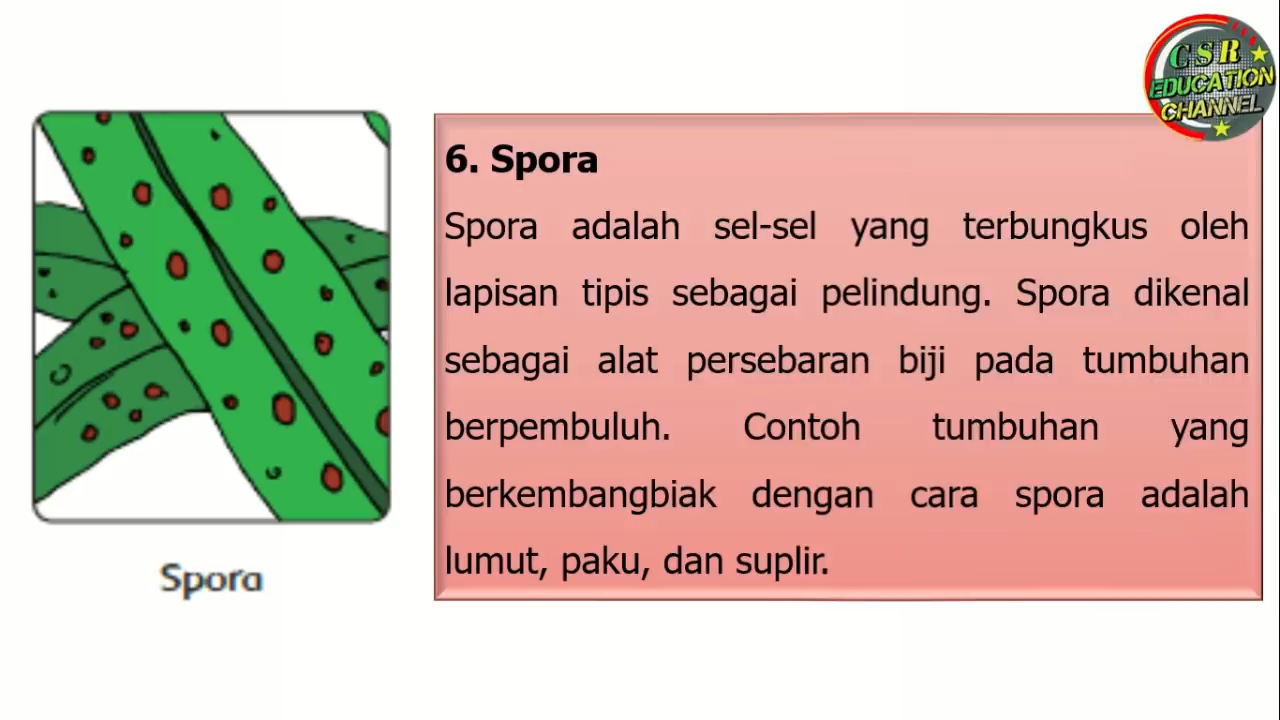 CSR
EDUCATION
CHANNEL
6. Spora
Spora adalah sel-sel yang terbungkus oleh
lapisan tipis sebagai pelindung. Spora dikenal
sebagai alat persebaran biji pada tumbuhan
berpembuluh. Contoh tumbuhan yang
berkembangbiak dengan cara spora adalah
lumut, paku, dan suplir.
Spora